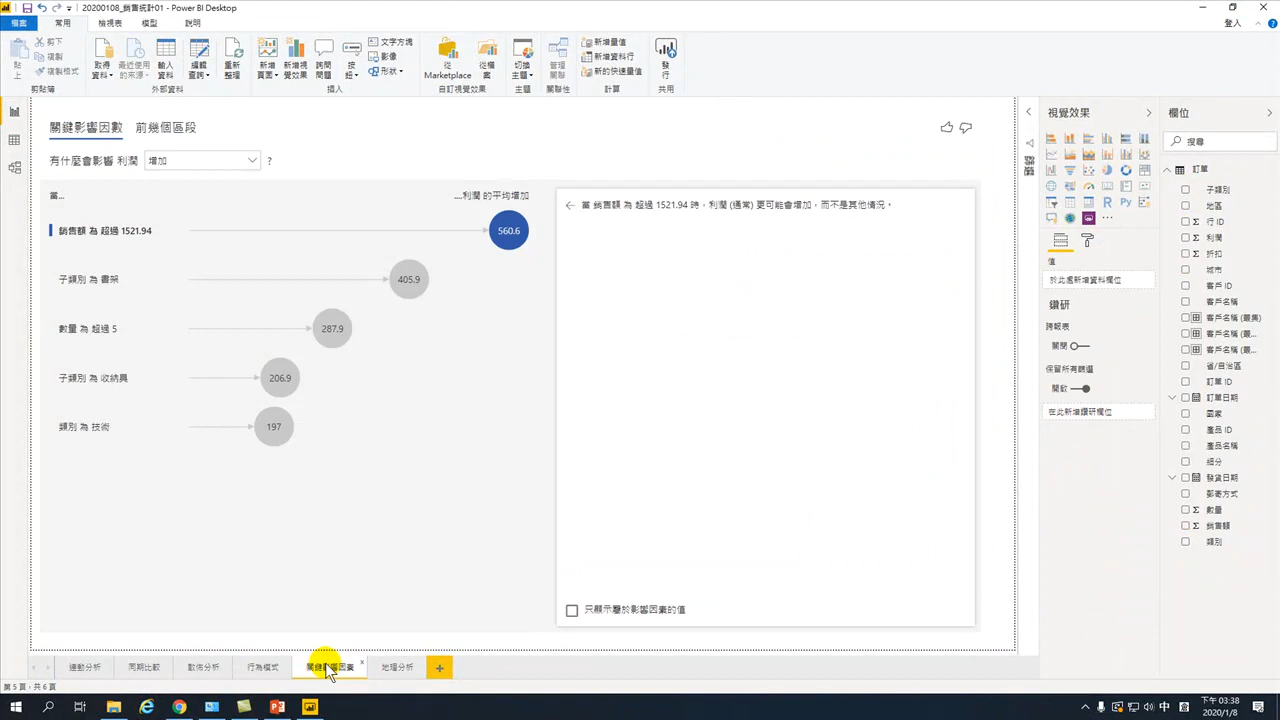 20200108_銷售統計01 - Power BI Desktop
檔案
常用
檢視表
模型
說明
登入
貼上
剪下
複製
複製格式
剪貼簿
取得資料
最近使用的來源
輸入資料
編輯查詢
重新整理
外部資料
新增頁面
新增視覺效果
詢問問題
按鈕
文字方塊
影像
形狀
插入
從 Marketplace
從檔案
自訂視覺效果
切換主題
主題
管理關聯
關聯性
新增量值
新增資料行
新的快速量值
計算
發行
共用
關鍵影響因數
前幾個區段
有什麼會影響 利潤
增加
?
當...
....利潤 的平均增加
銷售額 為 超過 1521.94
560.6
子類別 為 書架
405.9
數量 為 超過 5
287.9
子類別 為 收納具
206.9
類別 為 技術
197
當 銷售額 為 超過 1521.94 時，利潤 (通常) 更可能會增加，而不是其他情況。
只顯示屬於影響因素的值
視覺效果
值
於此處新增資料欄位
鑽研
跨報表
關閉
保留所有篩選
開啟
在此新增鑽研欄位
欄位
搜尋
訂單
子類別
地區
行 ID
利潤
折扣
城市
客戶 ID
客戶名稱
客戶名稱 (叢集)
客戶名稱 (叢...
客戶名稱 (叢...
省/自治區
訂單 ID
訂單日期
國家
產品 ID
產品名稱
細分
發貨日期
郵寄方式
數量
銷售額
類別
運動分析
同期比較
散佈分析
行為模式
關鍵影響因素
地理分析
第 5 頁，共 6 頁
中
下午 03:38
2020/1/8